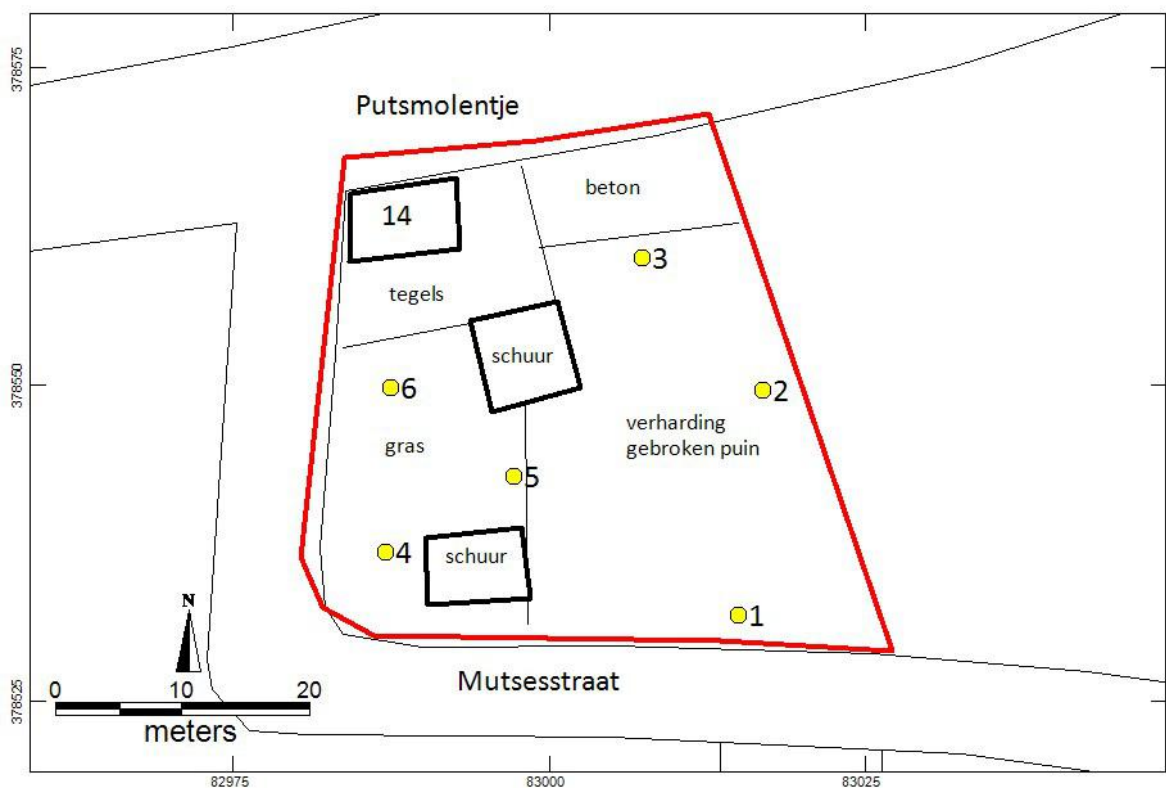 378575
Putsmolentje
beton
14
3
tegels
schuur
378550
6
2
verharding
gebroken puin
gras
5
4
schuur
1
N
0 10 20
meters
Mutsesstraat
378525
82975 83000 83025